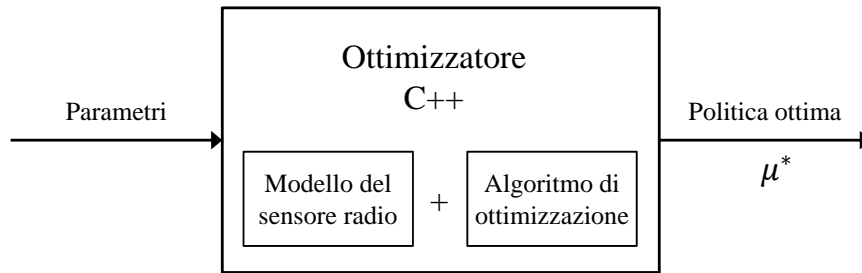 Ottimizzatore
C++
Parametri
Modello del
sensore radio
+
Algoritmo di
ottimizzazione
Politica ottima
μ*